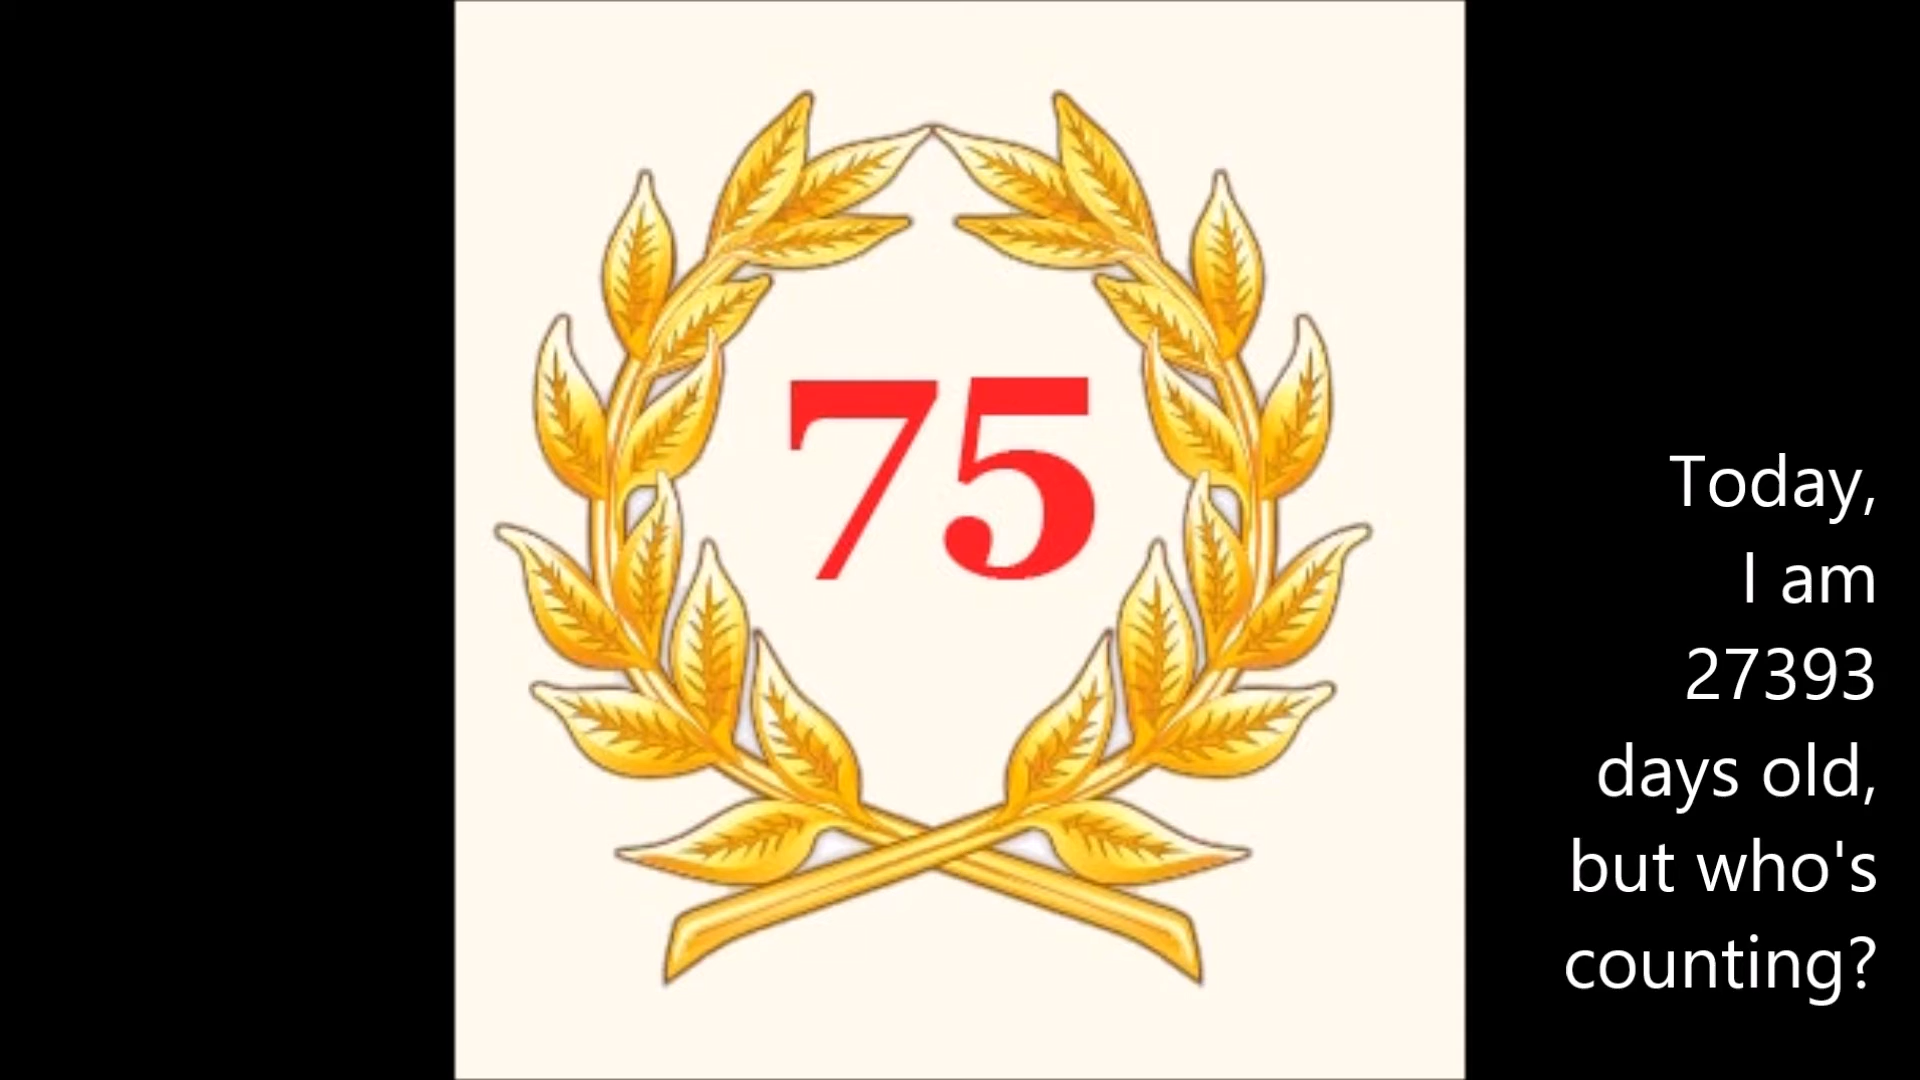 75
Today,
I am
27393
days old,
but who's
counting?